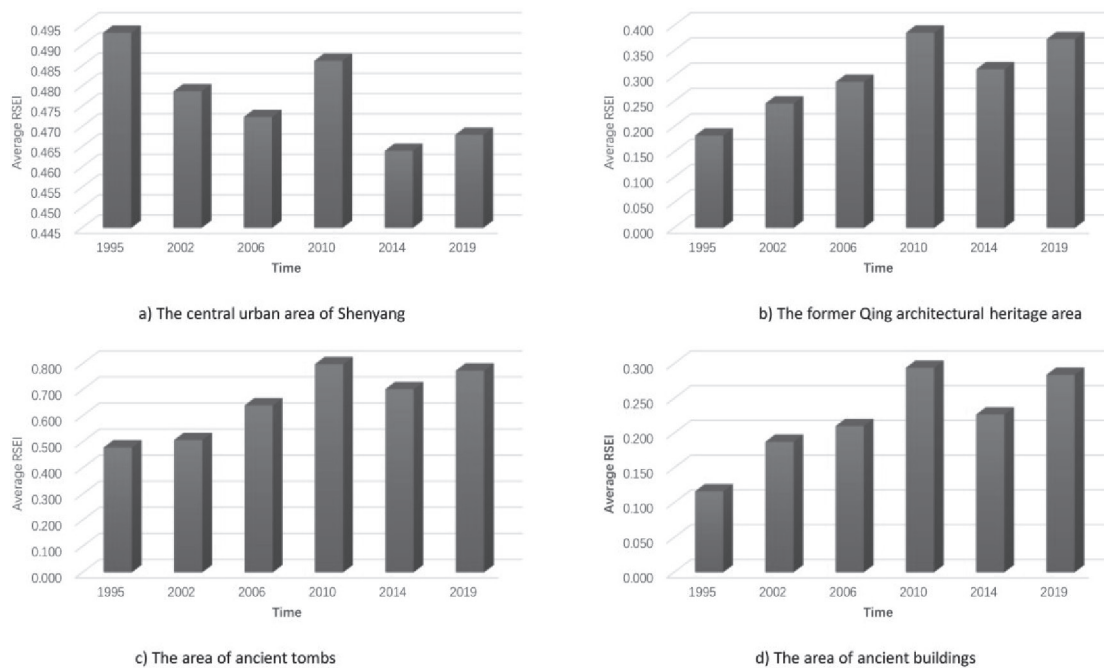 0.495
0.490
0.485
0.480
0.475
0.470
0.465
0.460
0.455
0.450
0.445
Average RSEI
1995 2002 2006 2010 2014 2019
Time
a) The central urban area of Shenyang
0.400
0.350
0.300
0.250
0.200
0.150
0.100
0.050
0.000
Average RSEI
1995 2002 2006 2010 2014 2019
Time
b) The former Qing architectural heritage area
0.800
0.700
0.600
0.500
0.400
0.300
0.200
0.100
0.000
Average RSEI
1995 2002 2006 2010 2014 2019
Time
c) The area of ancient tombs
0.300
0.250
0.200
0.150
0.100
0.050
0.000
Average RSEI
1995 2002 2006 2010 2014 2019
Time
d) The area of ancient buildings